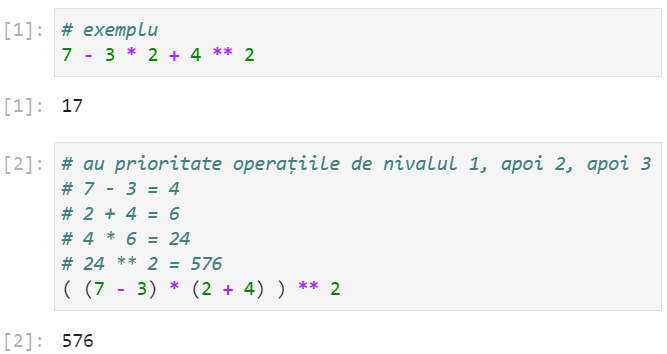 [1]: # exemplu
7 - 3 * 2 + 4 ** 2
[1]: 17
[2]: # au prioritate operațiile de nivalul 1, apoi 2, apoi 3
# 7 - 3 = 4
# 2 + 4 = 6
# 4 * 6 = 24
# 24 ** 2 = 576
( (7 - 3) * (2 + 4) ) ** 2
[2]: 576